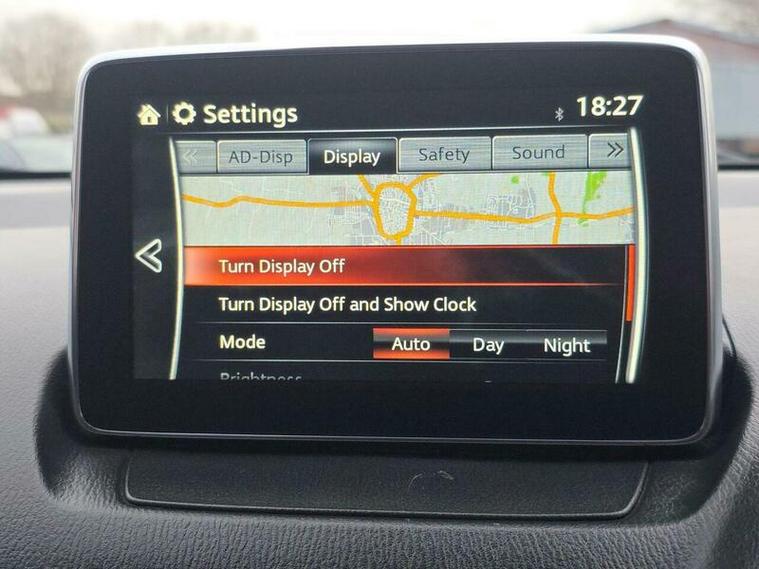 Settings
18:27
AD-Disp
Display
Safety
Sound
Turn Display Off
Turn Display Off and Show Clock
Mode
Auto
Day
Night
Brightness